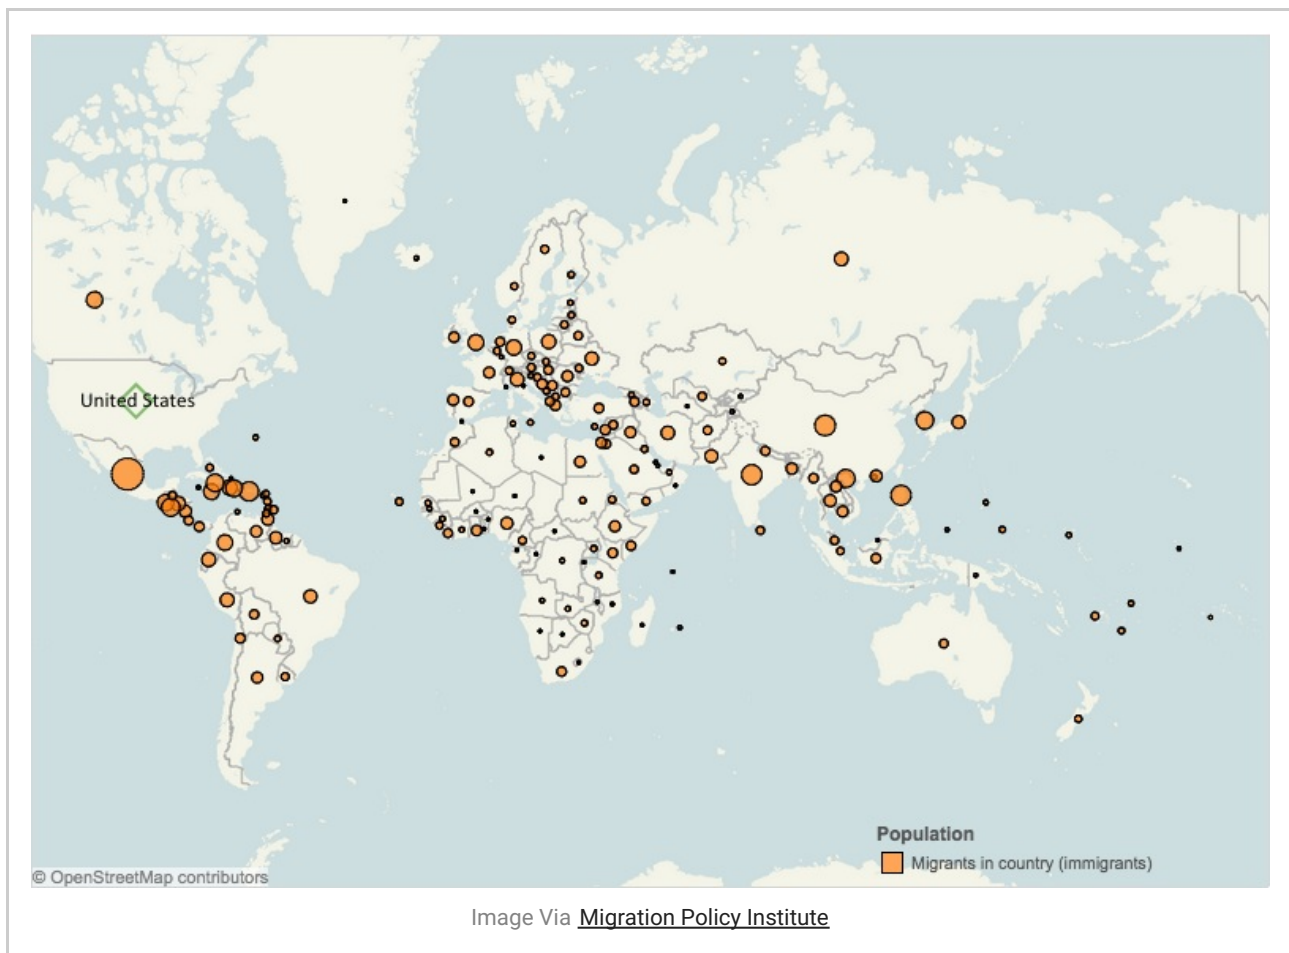 United States
Population
Migrants in country (immigrants)
© OpenStreetMap contributors
Image Via Migration Policy Institute